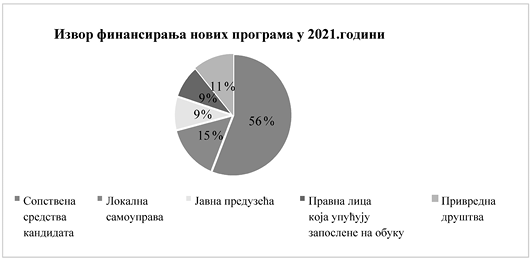 Извор финансирања нових програма у 2021.години
11%
9%
9%
56%
15%
Сопствена
средства
кандидата
Локална
самоуправа
Јавна предузећа
Правна лица
која упућују
запослене на обуку
Привредна
друштва